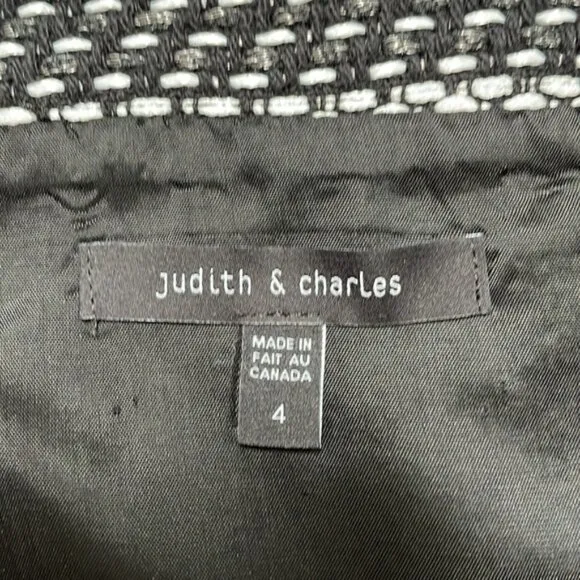 judith & charles
MADE IN
FAIT AU
CANADA
4